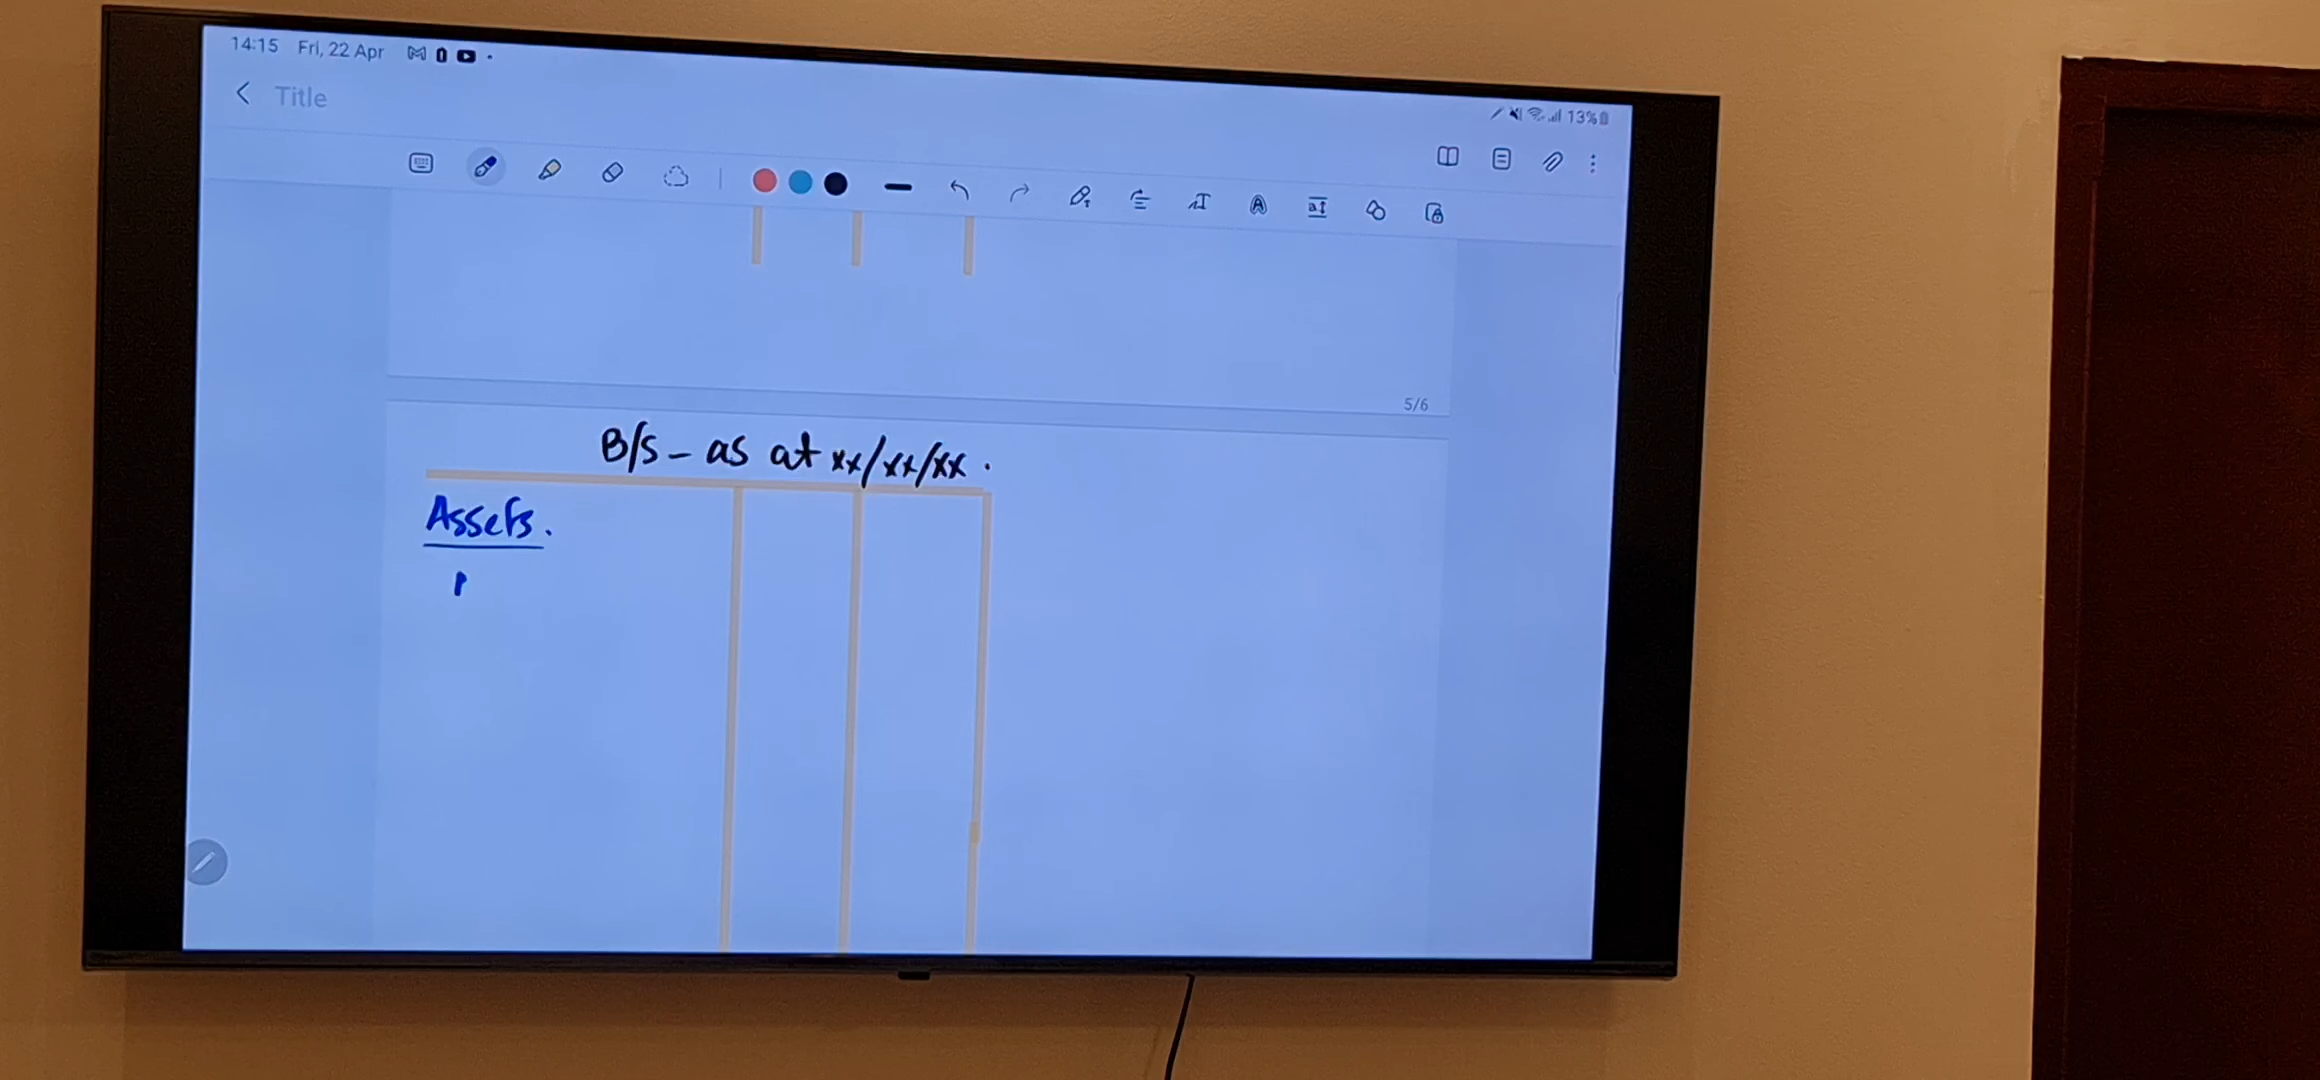 14:15 Fri, 22 Apr
13%
Title
5/6
B/S - as at xx/xx/xx.
Assets.